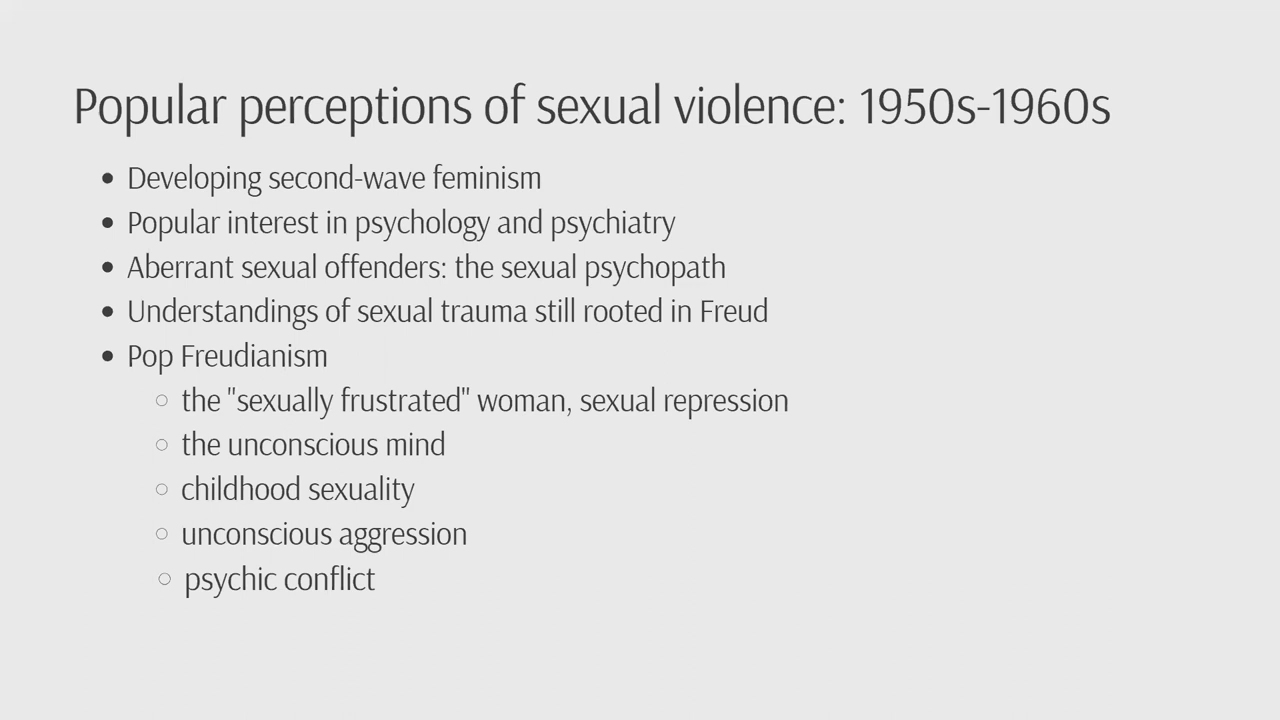 Popular perceptions of sexual violence: 1950s-1960s
• Developing second-wave feminism
• Popular interest in psychology and psychiatry
• Aberrant sexual offenders: the sexual psychopath
• Understandings of sexual trauma still rooted in Freud
• Pop Freudianism
○ the "sexually frustrated" woman, sexual repression
○ the unconscious mind
○ childhood sexuality
○ unconscious aggression
○ psychic conflict